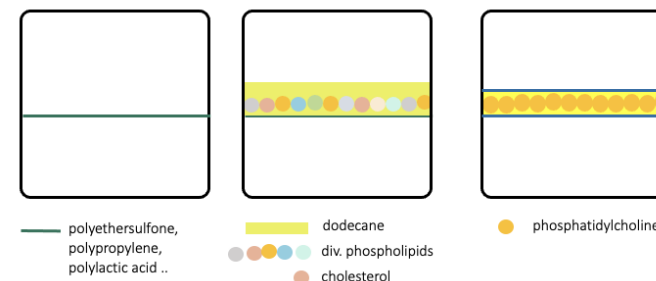 polyethersulfone,
polypropylene,
polylactic acid ..
dodecane
div. phospholipids
cholesterol
phosphatidylcholine